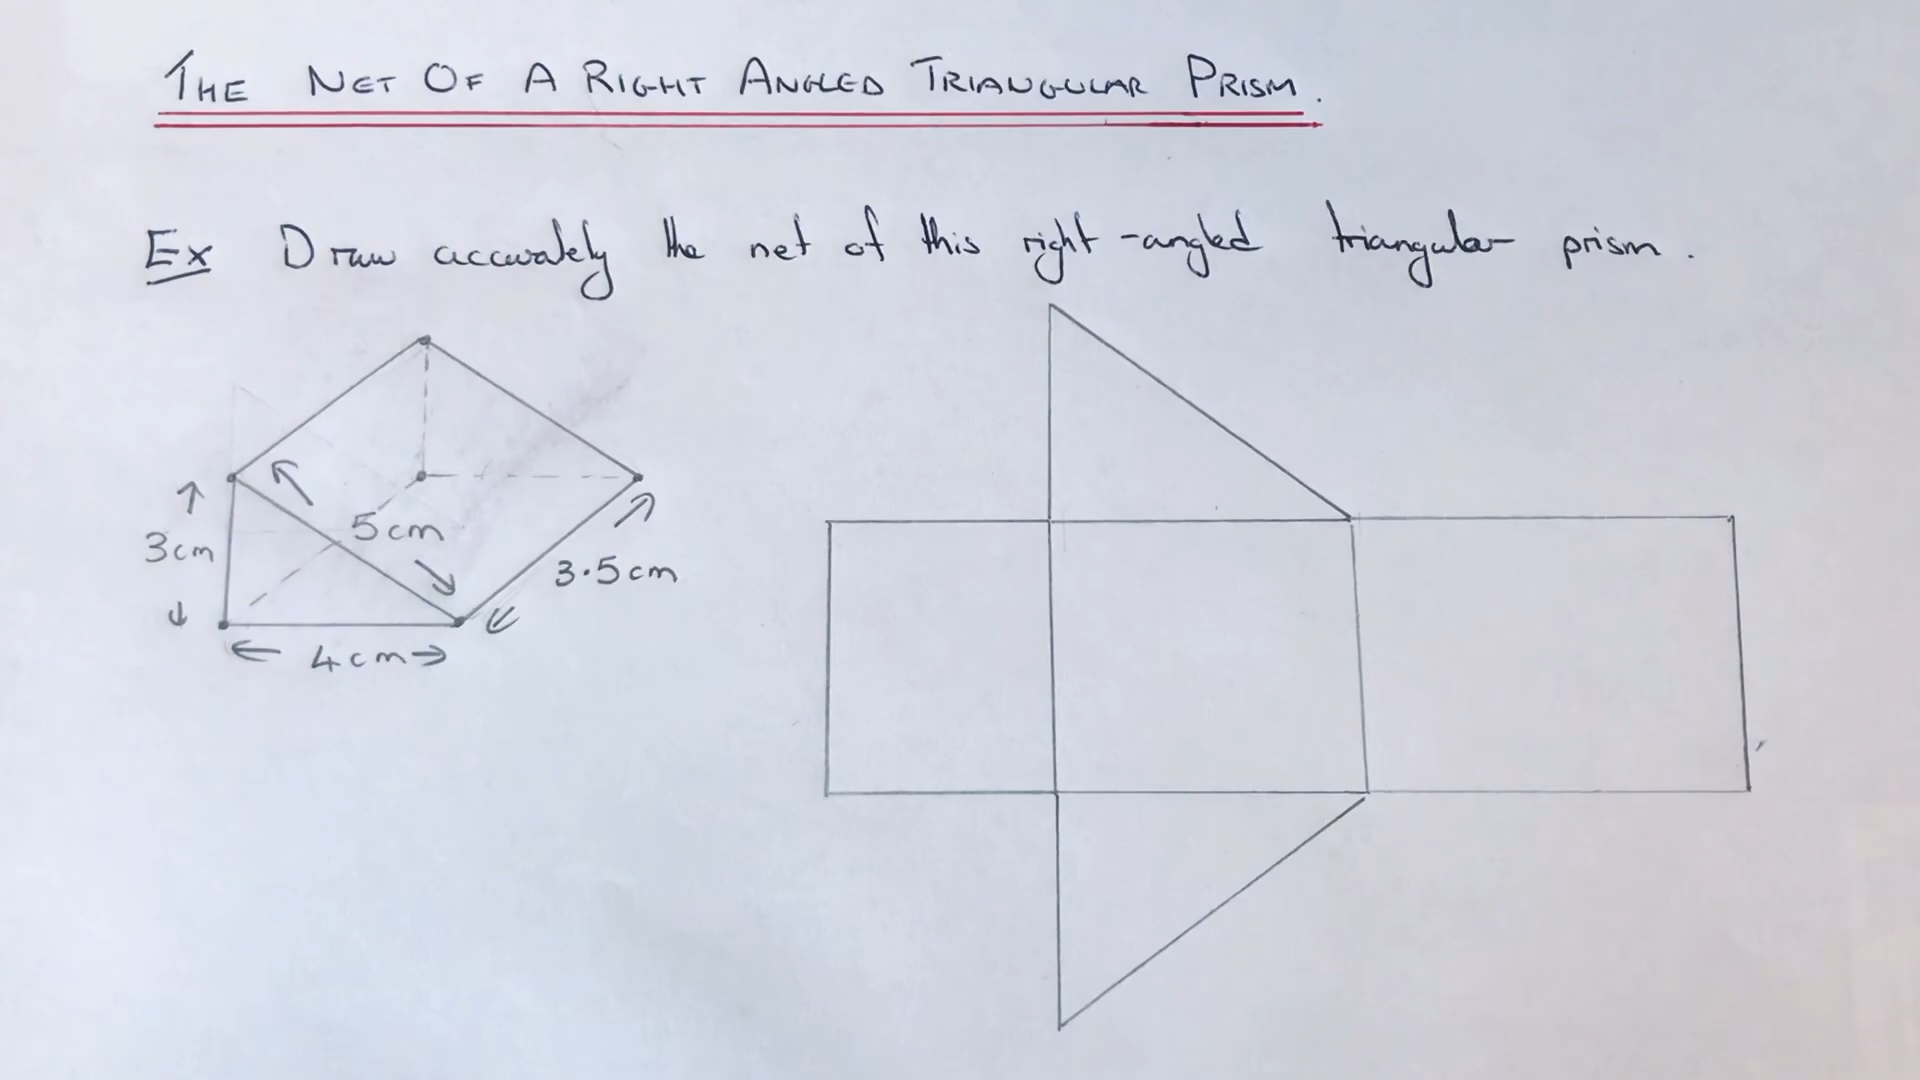 THE NET OF A RIGHT ANGLED TRIANGULAR PRISM.
Ex Draw accurately the net of this right-angled triangular prism.
5cm
3cm
3.5cm
4cm